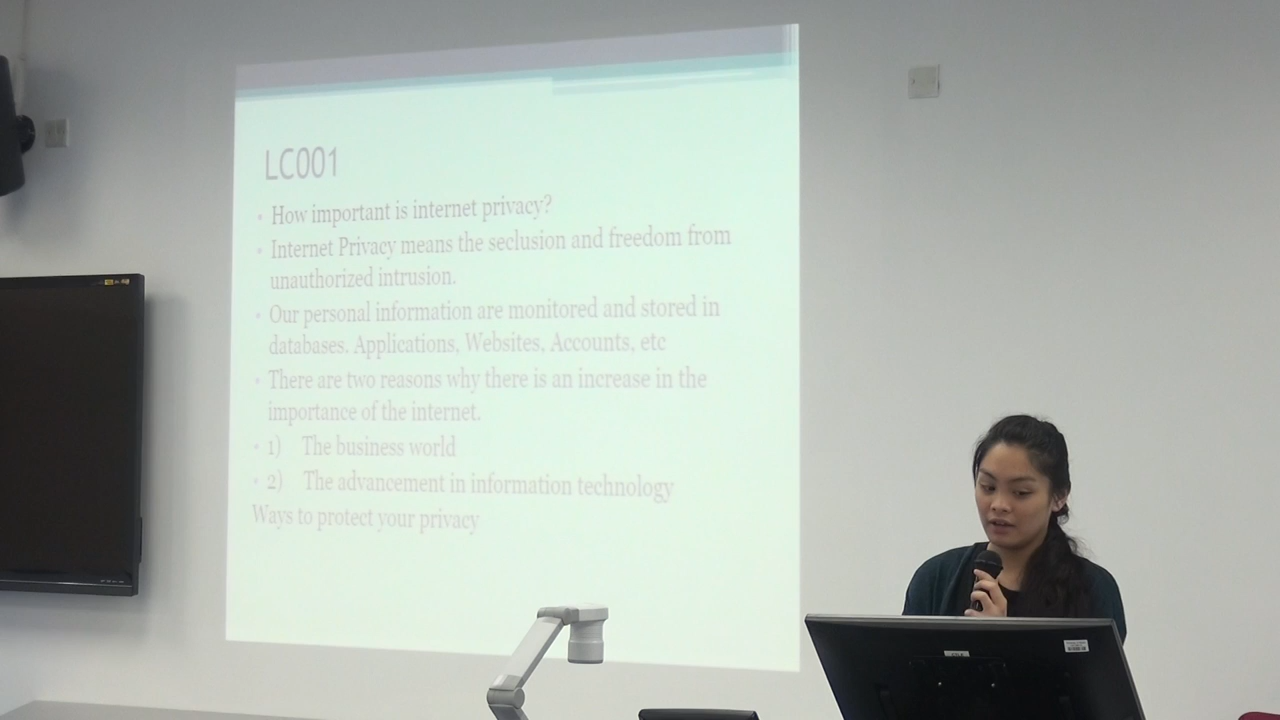 LC001
• How important is internet privacy?
• Internet Privacy means the seclusion and freedom from
unauthorized intrusion.
• Our personal information are monitored and stored in
databases. Applications, Websites, Accounts, etc
• There are two reasons why there is an increase in the
importance of the internet.
• 1) The business world
• 2) The advancement in information technology
Ways to protect your privacy